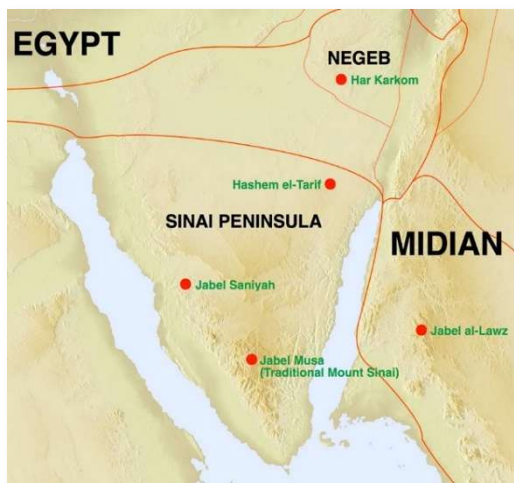 EGYPT
NEGEB
Har Karkom
Hashem el-Tarif
SINAI PENINSULA
MIDIAN
Jabel Saniyah
Jabel al-Lawz
Jabel Musa
(Traditional Mount Sinai)